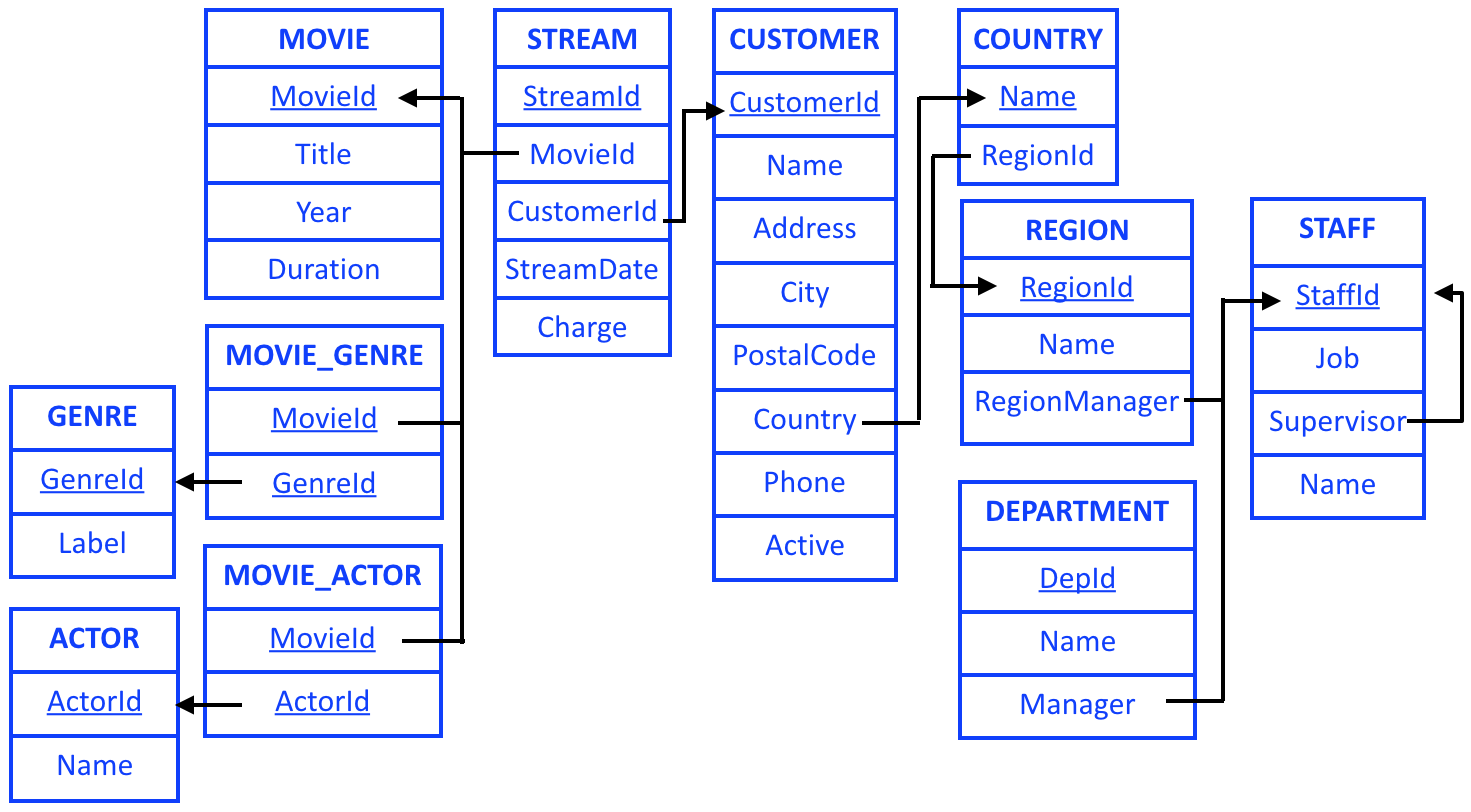 MOVIE
MovieId
Title
Year
Duration
STREAM
StreamId
MovieId
CustomerId
StreamDate
Charge
CUSTOMER
CustomerId
Name
Address
City
PostalCode
Country
Phone
Active
COUNTRY
Name
RegionId
REGION
RegionId
Name
RegionManager
STAFF
StaffId
Job
Supervisor
Name
MOVIE_GENRE
MovieId
GenreId
GENRE
GenreId
Label
MOVIE_ACTOR
MovieId
ActorId
ACTOR
ActorId
Name
DEPARTMENT
DepId
Name
Manager